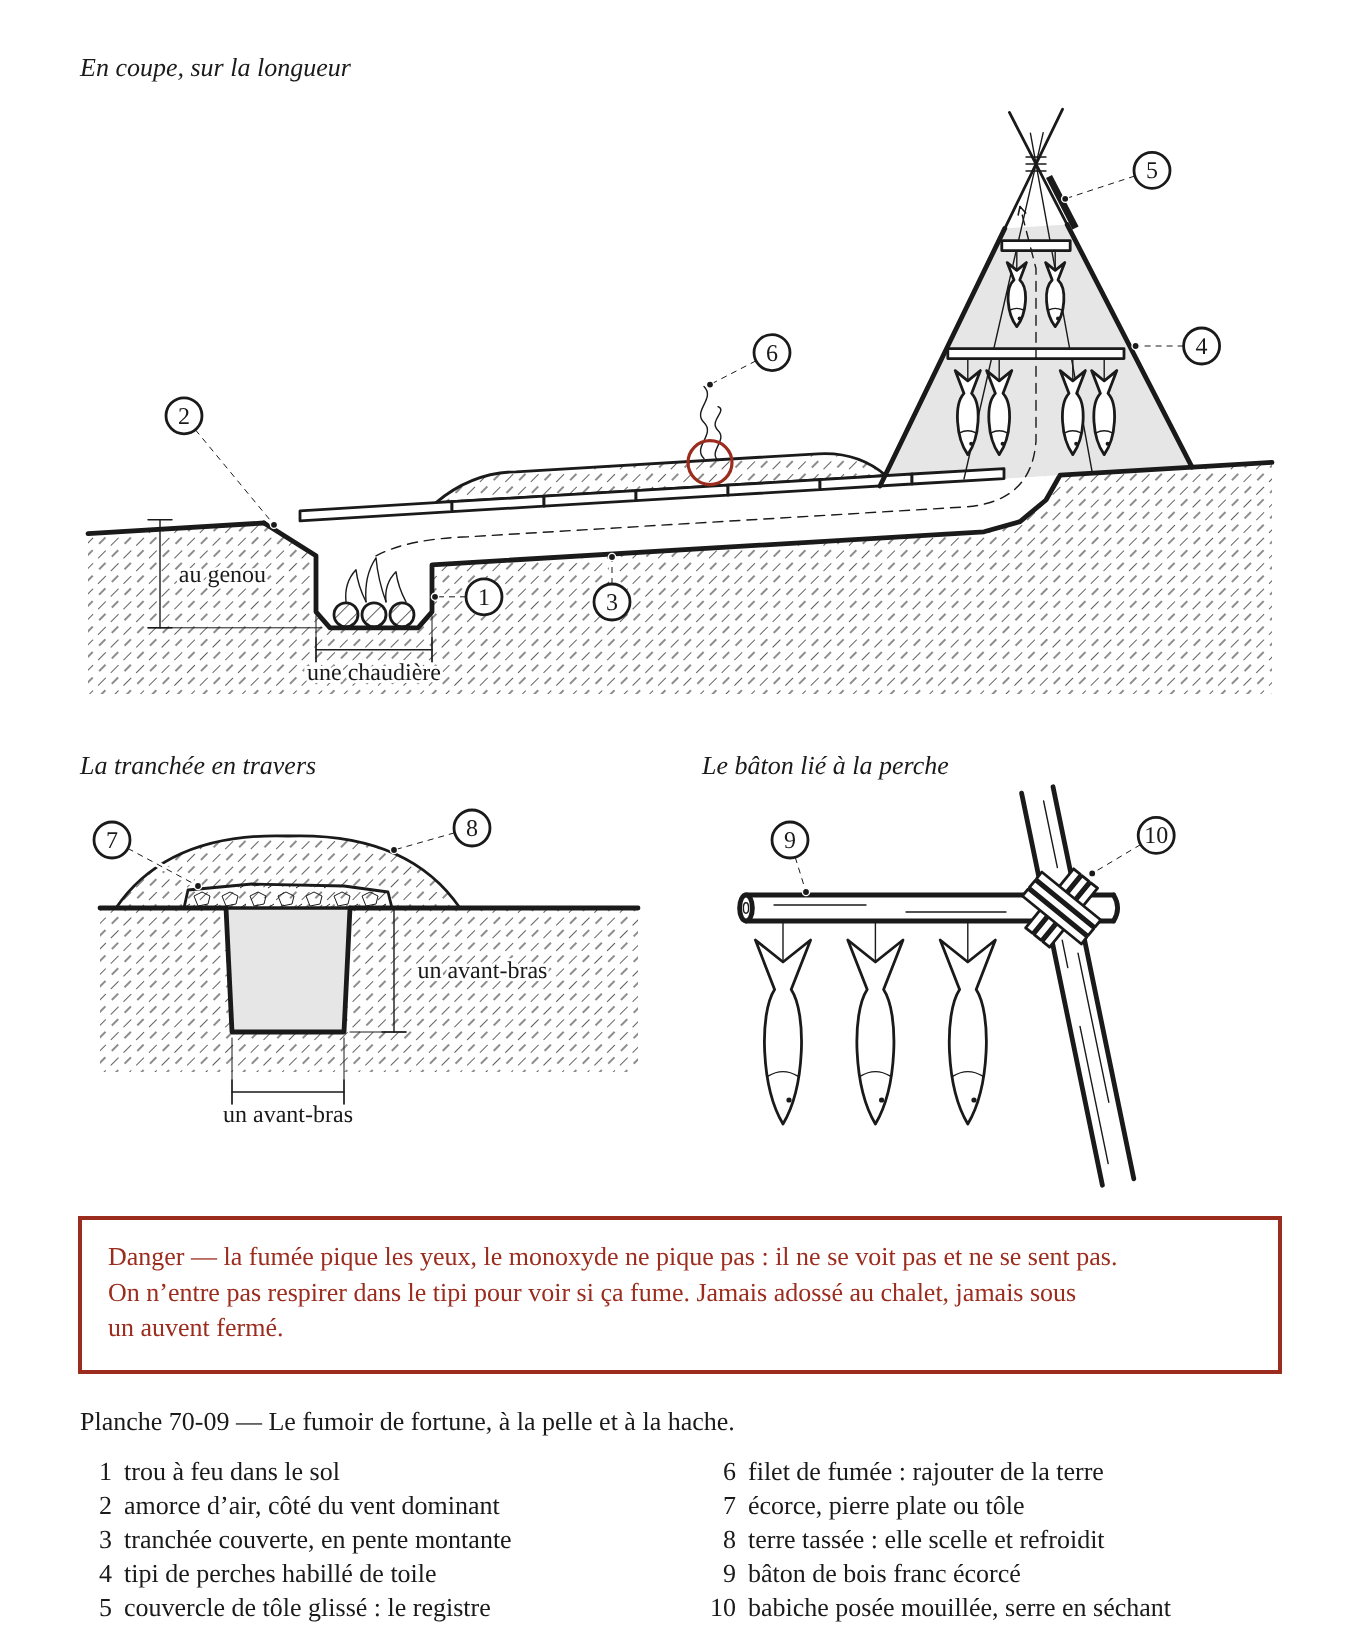 En coupe, sur la longueur
5
6
4
2
au genou
1
3
une chaudière
La tranchée en travers
Le bâton lié à la perche
7
8
9
10
un avant-bras
un avant-bras
Danger — la fumée pique les yeux, le monoxyde ne pique pas : il ne se voit pas et ne se sent pas.
On n’entre pas respirer dans le tipi pour voir si ça fume. Jamais adossé au chalet, jamais sous
un auvent fermé.
Planche 70-09 — Le fumoir de fortune, à la pelle et à la hache.
1 trou à feu dans le sol
2 amorce d’air, côté du vent dominant
3 tranchée couverte, en pente montante
4 tipi de perches habillé de toile
5 couvercle de tôle glissé : le registre
6 filet de fumée : rajouter de la terre
7 écorce, pierre plate ou tôle
8 terre tassée : elle scelle et refroidit
9 bâton de bois franc écorcé
10 babiche posée mouillée, serre en séchant